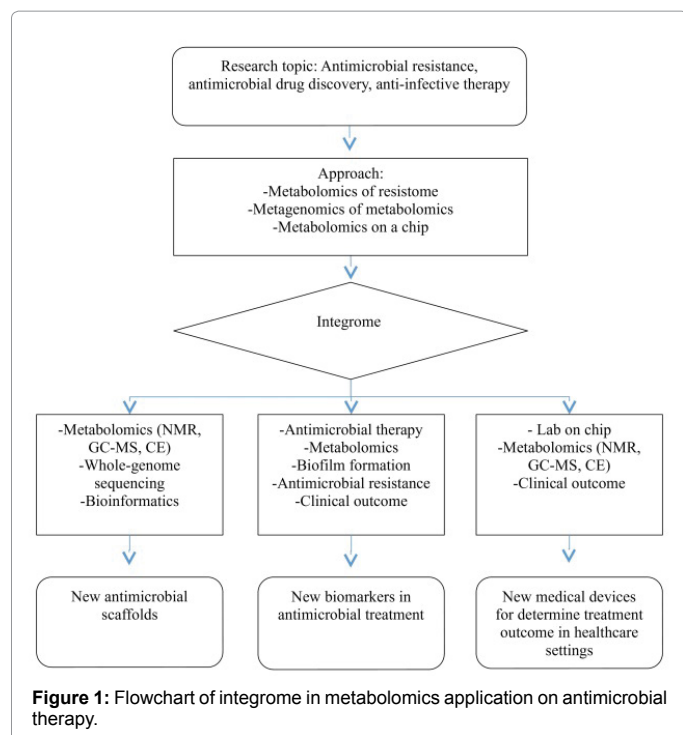 Research topic: Antimicrobial resistance,
antimicrobial drug discovery, anti-infective therapy
Approach:
-Metabolomics of resistome
-Metagenomics of metabolomics
-Metabolomics on a chip
Integrome
-Metabolomics (NMR,
GC-MS, CE)
-Whole-genome
sequencing
-Bioinformatics
-Antimicrobial therapy
-Metabolomics
-Biofilm formation
-Antimicrobial resistance
-Clinical outcome
- Lab on chip
-Metabolomics (NMR,
GC-MS, CE)
-Clinical outcome
New antimicrobial
scaffolds
New biomarkers in
antimicrobial treatment
New medical devices
for determine treatment
outcome in healthcare
settings
Figure 1: Flowchart of integrome in metabolomics application on antimicrobial
therapy.